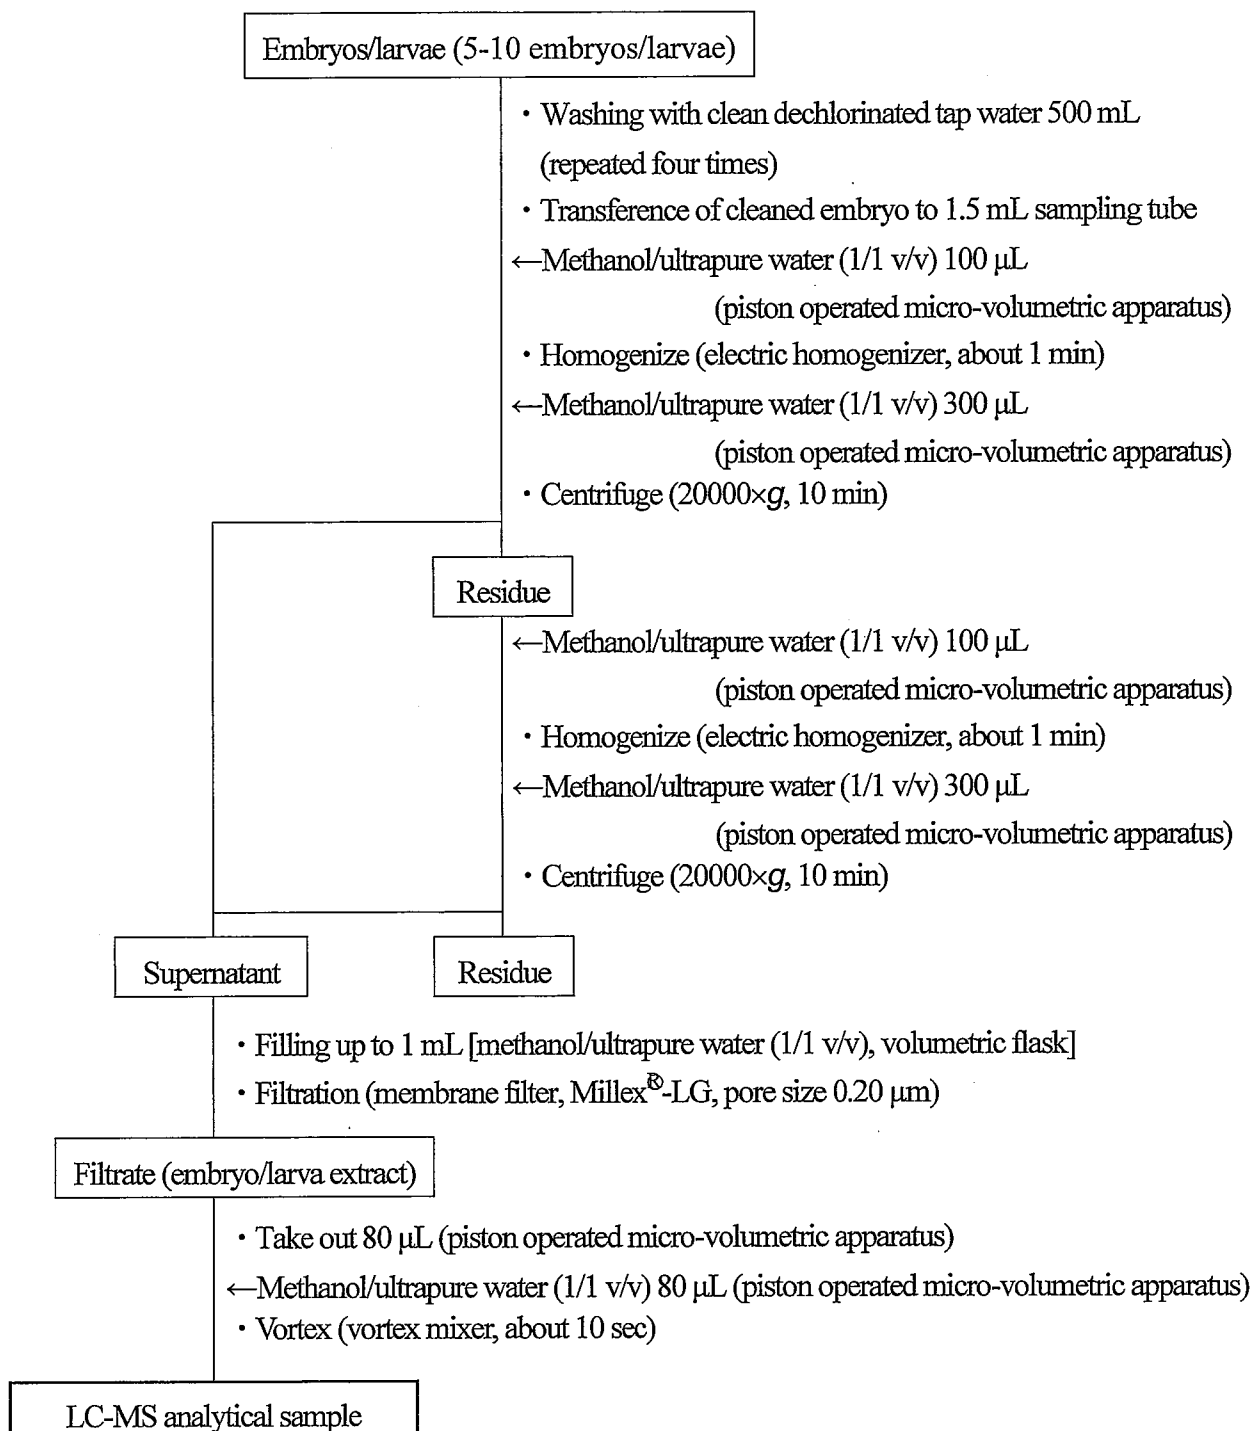 Embryos/larvae (5-10 embryos/larvae)
・Washing with clean dechlorinated tap water 500 mL
(repeated four times)
・Transference of cleaned embryo to 1.5 mL sampling tube
←Methanol/ultrapure water (1/1 v/v) 100 μL
(piston operated micro-volumetric apparatus)
・Homogenize (electric homogenizer, about 1 min)
←Methanol/ultrapure water (1/1 v/v) 300 μL
(piston operated micro-volumetric apparatus)
・Centrifuge (20000×g, 10 min)
Residue
←Methanol/ultrapure water (1/1 v/v) 100 μL
(piston operated micro-volumetric apparatus)
・Homogenize (electric homogenizer, about 1 min)
←Methanol/ultrapure water (1/1 v/v) 300 μL
(piston operated micro-volumetric apparatus)
・Centrifuge (20000×g, 10 min)
Supernatant
Residue
・Filling up to 1 mL [methanol/ultrapure water (1/1 v/v), volumetric flask]
・Filtration (membrane filter, Millex®-LG, pore size 0.20 μm)
Filtrate (embryo/larva extract)
・Take out 80 μL (piston operated micro-volumetric apparatus)
←Methanol/ultrapure water (1/1 v/v) 80 μL (piston operated micro-volumetric apparatus)
・Vortex (vortex mixer, about 10 sec)
LC-MS analytical sample